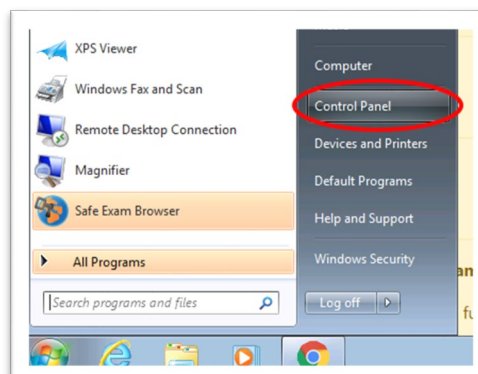 XPS Viewer
Windows Fax and Scan
Remote Desktop Connection
Magnifier
Safe Exam Browser
All Programs
Search programs and files
Computer
Control Panel
Devices and Printers
Default Programs
Help and Support
Windows Security
Log off